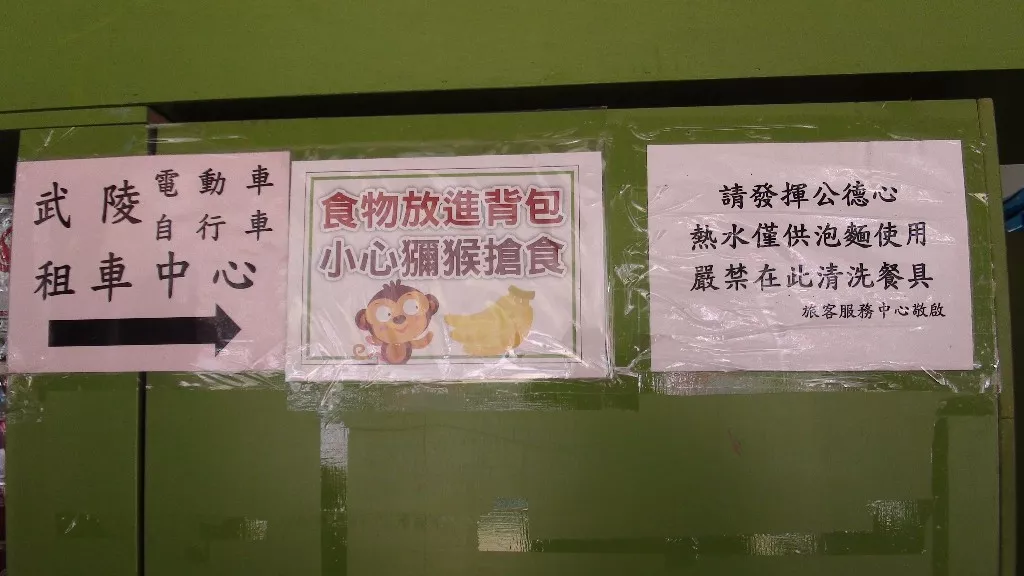 武陵電動車自行車
租車中心
食物放進背包
小心獼猴搶食
請發揮公德心
熱水僅供泡麵使用
嚴禁在此清洗餐具
旅客服務中心敬啟